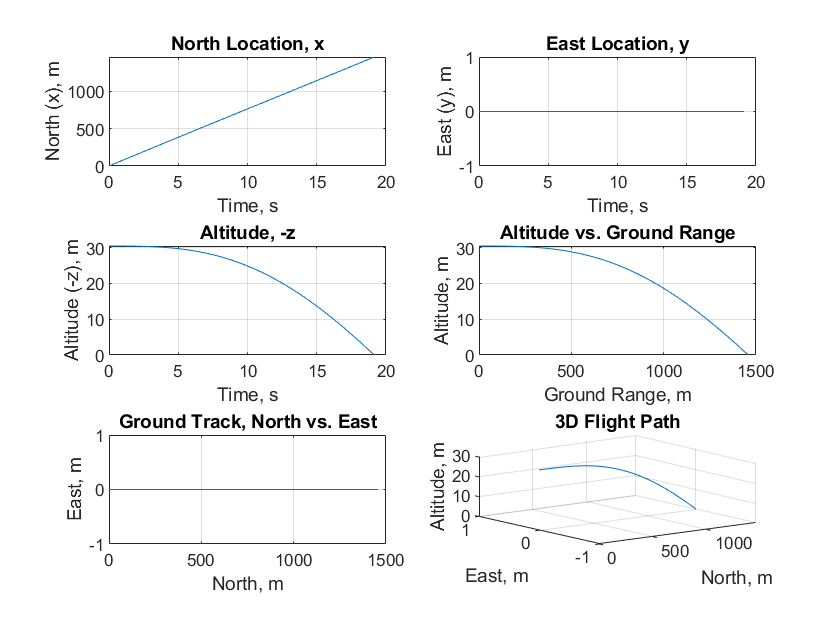 North Location, x
North (x), m
1000
500
0
0 5 10 15 20
Time, s
East Location, y
East (y), m
1
0
-1
0 5 10 15 20
Time, s
Altitude, -z
Altitude (-z), m
30
20
10
0
0 5 10 15 20
Time, s
Altitude vs. Ground Range
Altitude, m
30
20
10
0
0 500 1000 1500
Ground Range, m
Ground Track, North vs. East
East, m
1
0
-1
0 500 1000 1500
North, m
3D Flight Path
Altitude, m
30
20
10
0
1
0
-1
East, m
0 500 1000
North, m